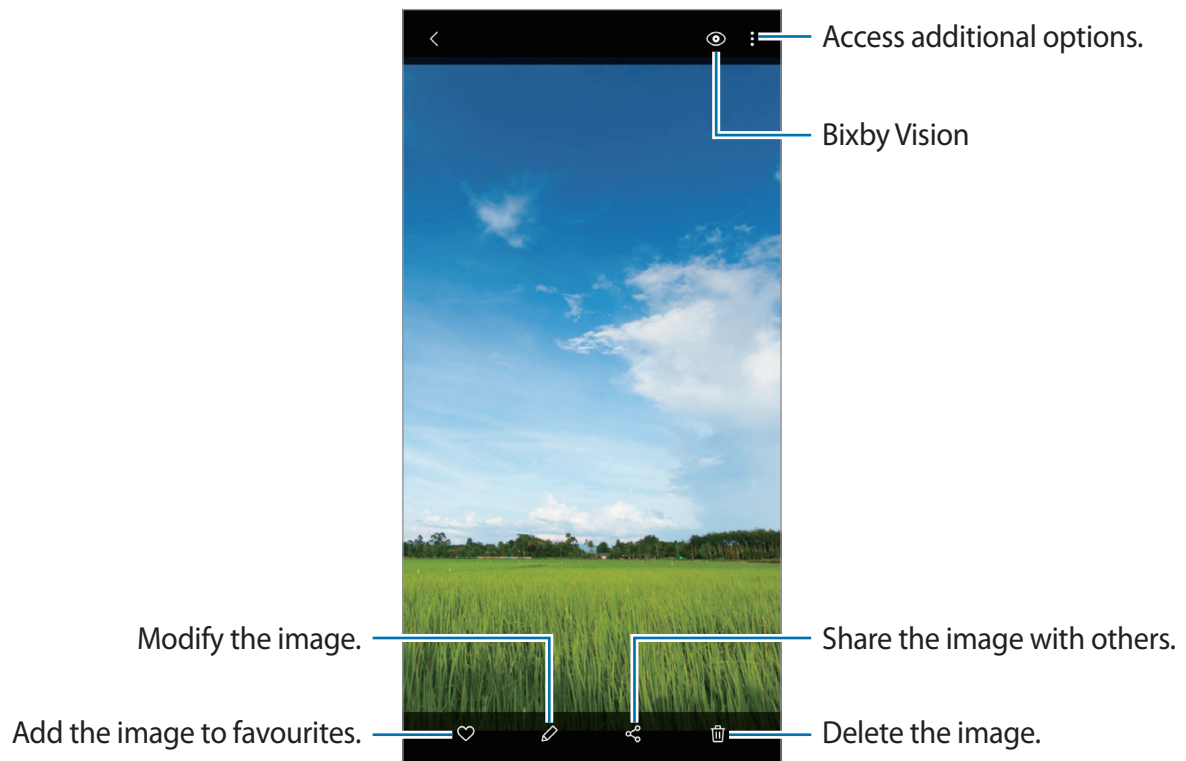 Access additional options.
Bixby Vision
Modify the image.
Share the image with others.
Add the image to favourites.
Delete the image.